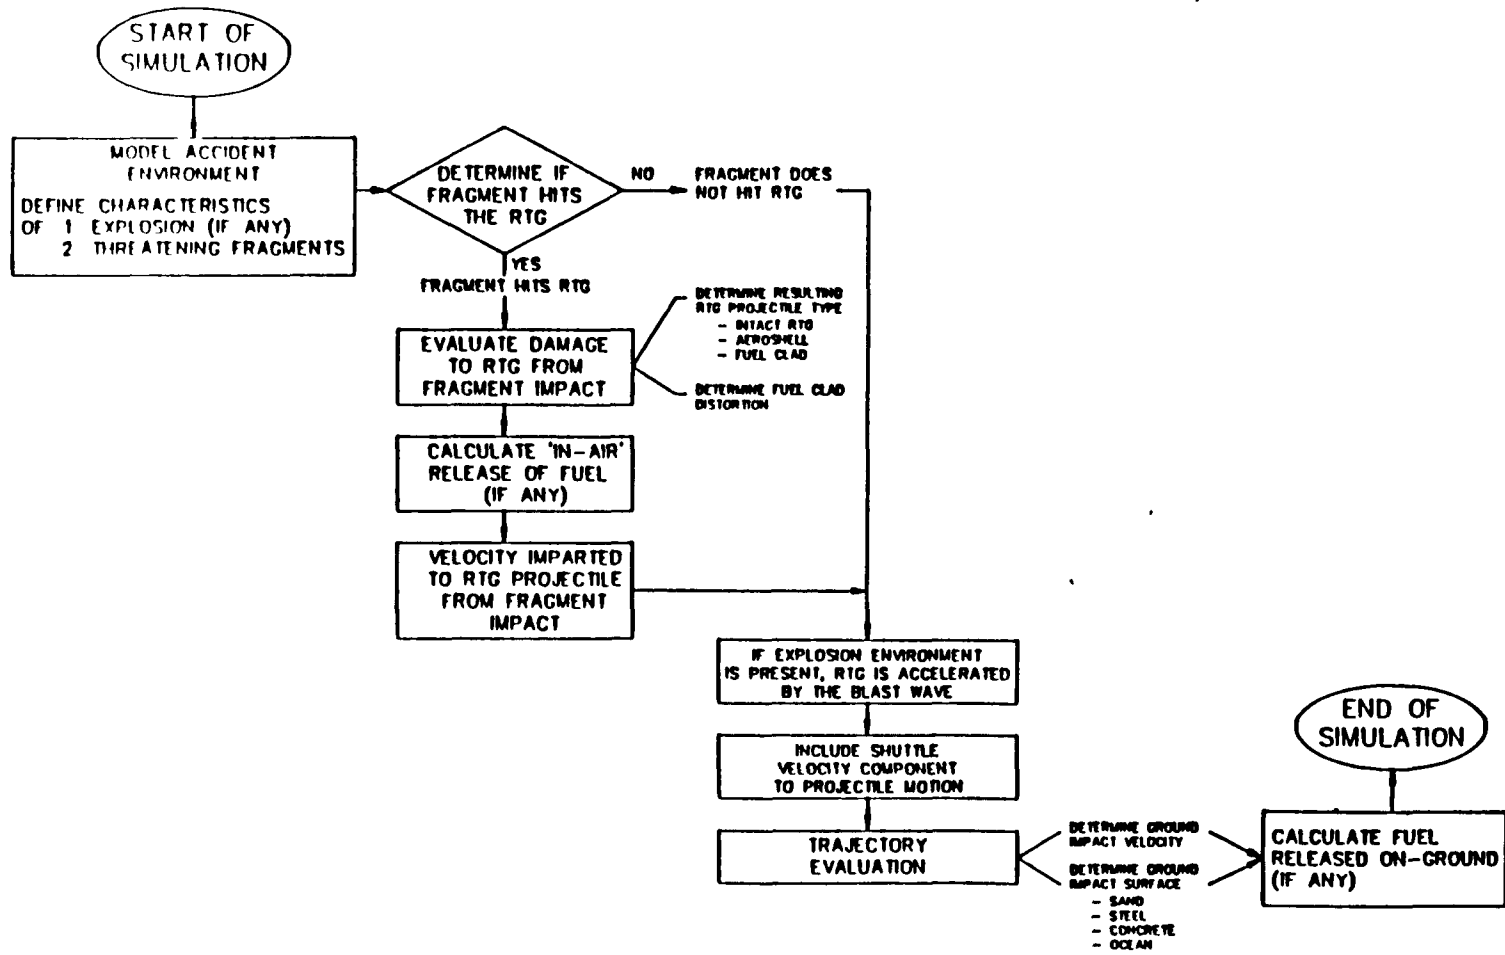 START OF
SIMULATION
MODEL ACCIDENT
ENVIRONMENT
DEFINE CHARACTERISTICS
OF 1 EXPLOSION (IF ANY)
2 THREATENING FRAGMENTS
DETERMINE IF
FRAGMENT HITS
THE RTG
NO
FRAGMENT DOES
NOT HIT RTG
YES
FRAGMENT HITS RTG
EVALUATE DAMAGE
TO RTG FROM
FRAGMENT IMPACT
DETERMINE RESULTING
RTG PROJECTILE TYPE
- INTACT RTG
- AEROSHELL
- FUEL CLAD
DETERMINE FUEL CLAD
DISTORTION
CALCULATE 'IN-AIR'
RELEASE OF FUEL
(IF ANY)
VELOCITY IMPARTED
TO RTG PROJECTILE
FROM FRAGMENT
IMPACT
IF EXPLOSION ENVIRONMENT
IS PRESENT, RTG IS ACCELERATED
BY THE BLAST WAVE
INCLUDE SHUTTLE
VELOCITY COMPONENT
TO PROJECTILE MOTION
TRAJECTORY
EVALUATION
DETERMINE GROUND
IMPACT VELOCITY
DETERMINE GROUND
IMPACT SURFACE
- SAND
- STEEL
- CONCRETE
- OCEAN
CALCULATE FUEL
RELEASED ON-GROUND
(IF ANY)
END OF
SIMULATION